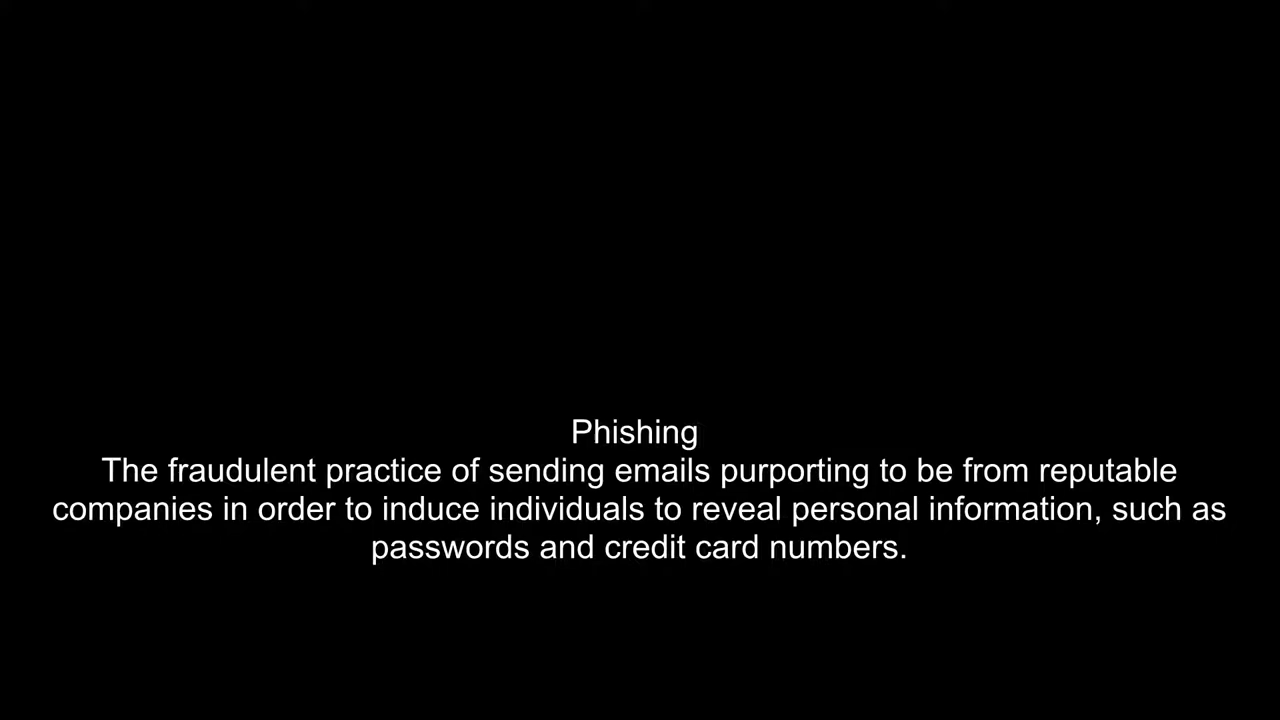 Phishing
The fraudulent practice of sending emails purporting to be from reputable
companies in order to induce individuals to reveal personal information, such as
passwords and credit card numbers.